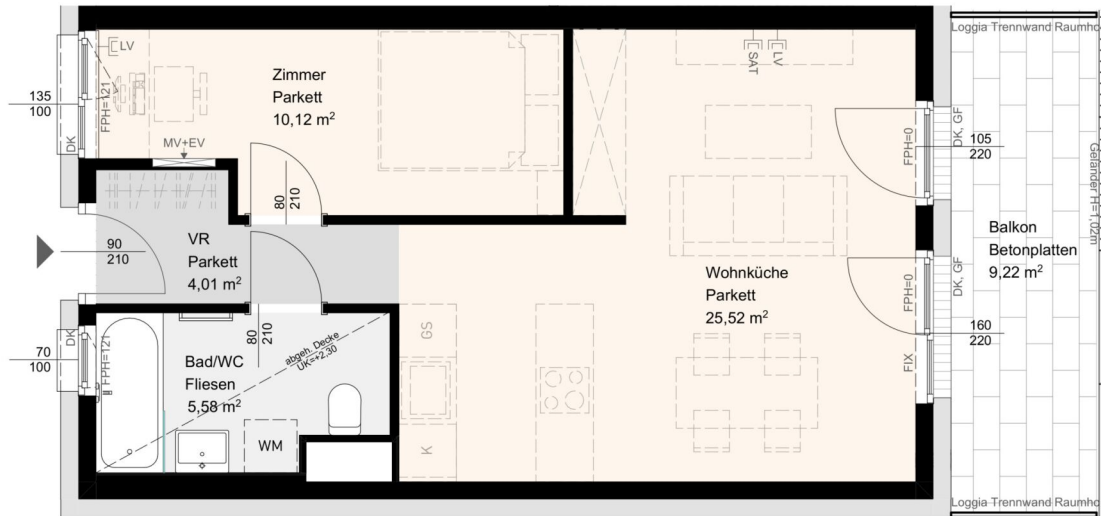 Loggia Trennwand Raumho
LV
Zimmer
Parkett
10,12 m²
SAT
LV
135
100
DK
FPH=121
MV+EV
80
210
FPH=0
DK, GF
105
220
Geländer H=1,02m
90
210
VR
Parkett
4,01 m²
Balkon
Betonplatten
9,22 m²
Wohnküche
Parkett
25,52 m²
FPH=0
DK, GF
160
220
FIX
DK
70
100
FPH=121
80
210
abgeh. Decke
UK=+2,30
Bad/WC
Fliesen
5,58 m²
WM
GS
K
Loggia Trennwand Raumho